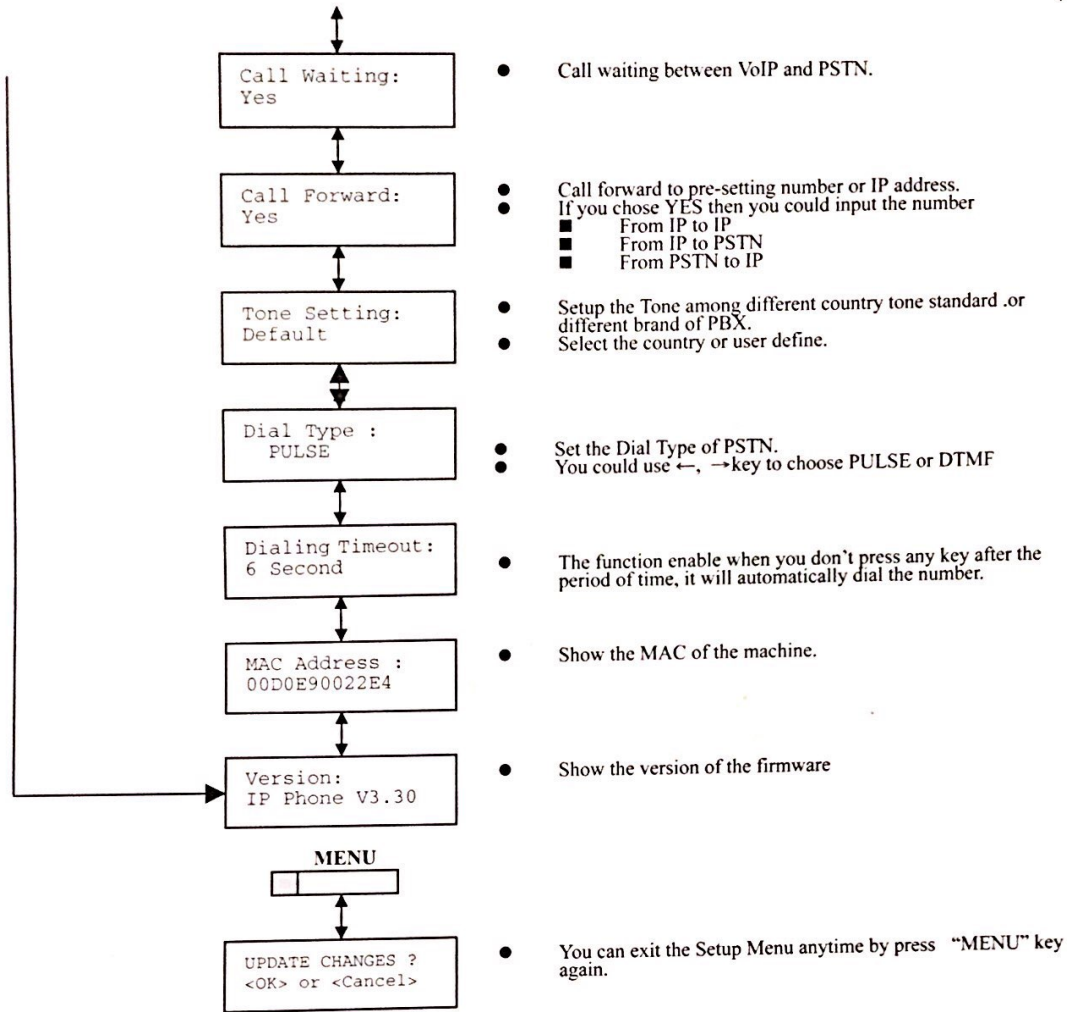 Call Waiting:
Yes
● Call waiting between VoIP and PSTN.
Call Forward:
Yes
● Call forward to pre-setting number or IP address.
● If you chose YES then you could input the number
■ From IP to IP
■ From IP to PSTN
■ From PSTN to IP
Tone Setting:
Default
● Setup the Tone among different country tone standard .or
different brand of PBX.
● Select the country or user define.
Dial Type :
PULSE
● Set the Dial Type of PSTN.
● You could use ←, →key to choose PULSE or DTMF
Dialing Timeout:
6 Second
● The function enable when you don't press any key after the
period of time, it will automatically dial the number.
MAC Address :
00D0E90022E4
● Show the MAC of the machine.
Version:
IP Phone V3.30
● Show the version of the firmware
MENU
UPDATE CHANGES ?
<OK> or <Cancel>
● You can exit the Setup Menu anytime by press “MENU” key
again.